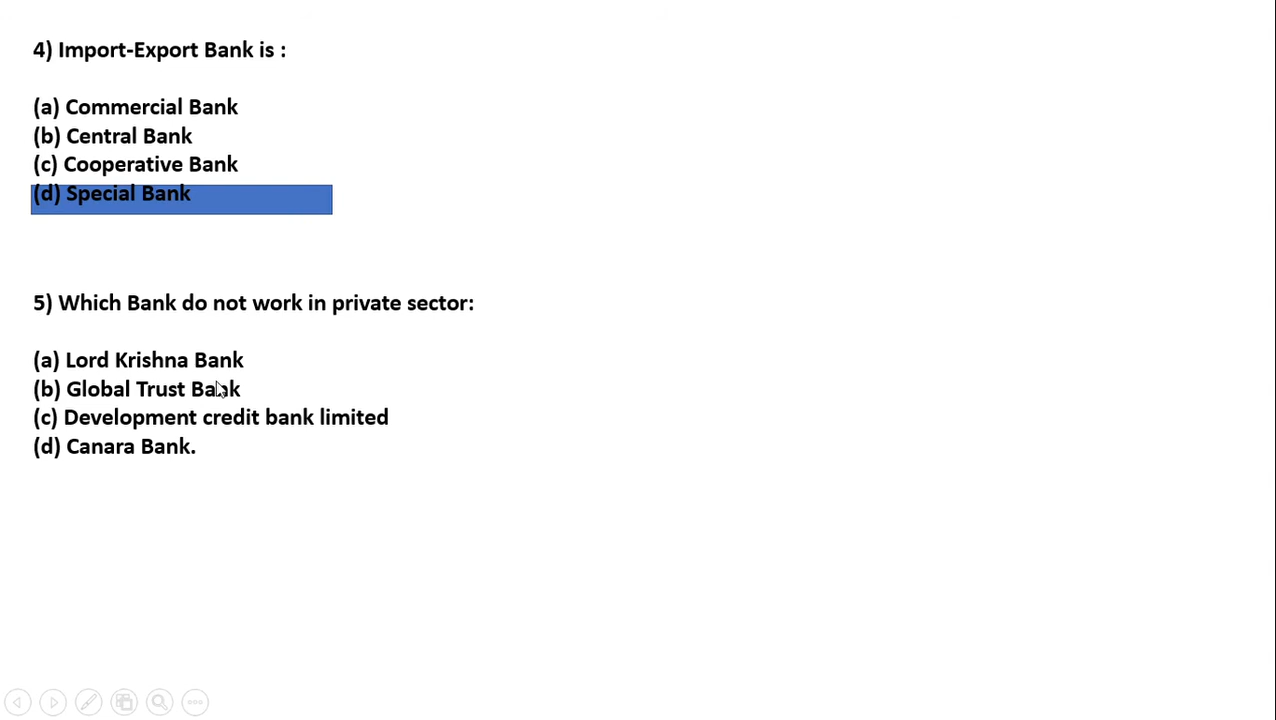 4) Import-Export Bank is :
(a) Commercial Bank
(b) Central Bank
(c) Cooperative Bank
(d) Special Bank
5) Which Bank do not work in private sector:
(a) Lord Krishna Bank
(b) Global Trust Bank
(c) Development credit bank limited
(d) Canara Bank.